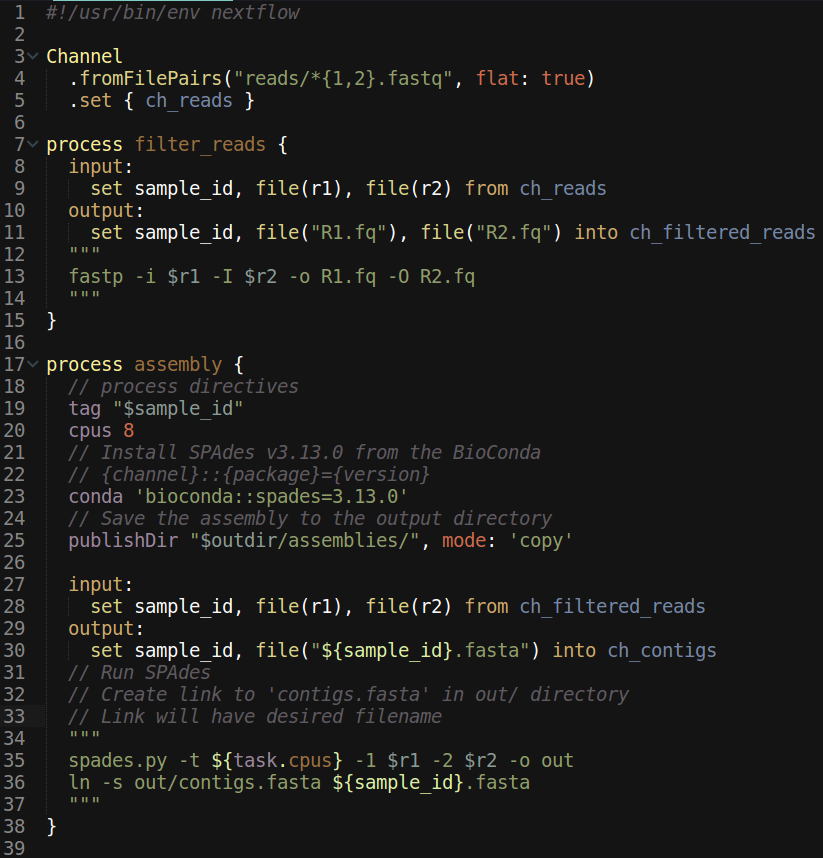 1 #!/usr/bin/env nextflow
2
3 Channel
4   .fromFilePairs("reads/*{1,2}.fastq", flat: true)
5   .set { ch_reads }
6
7 process filter_reads {
8   input:
9     set sample_id, file(r1), file(r2) from ch_reads
10   output:
11     set sample_id, file("R1.fq"), file("R2.fq") into ch_filtered_reads
12   """
13   fastp -i $r1 -I $r2 -o R1.fq -O R2.fq
14   """
15 }
16
17 process assembly {
18   // process directives
19   tag "$sample_id"
20   cpus 8
21   // Install SPAdes v3.13.0 from the BioConda
22   // {channel}::{package}={version}
23   conda 'bioconda::spades=3.13.0'
24   // Save the assembly to the output directory
25   publishDir "$outdir/assemblies/", mode: 'copy'
26
27   input:
28     set sample_id, file(r1), file(r2) from ch_filtered_reads
29   output:
30     set sample_id, file("${sample_id}.fasta") into ch_contigs
31   // Run SPAdes
32   // Create link to 'contigs.fasta' in out/ directory
33   // Link will have desired filename
34   """
35   spades.py -t ${task.cpus} -1 $r1 -2 $r2 -o out
36   ln -s out/contigs.fasta ${sample_id}.fasta
37   """
38 }
39